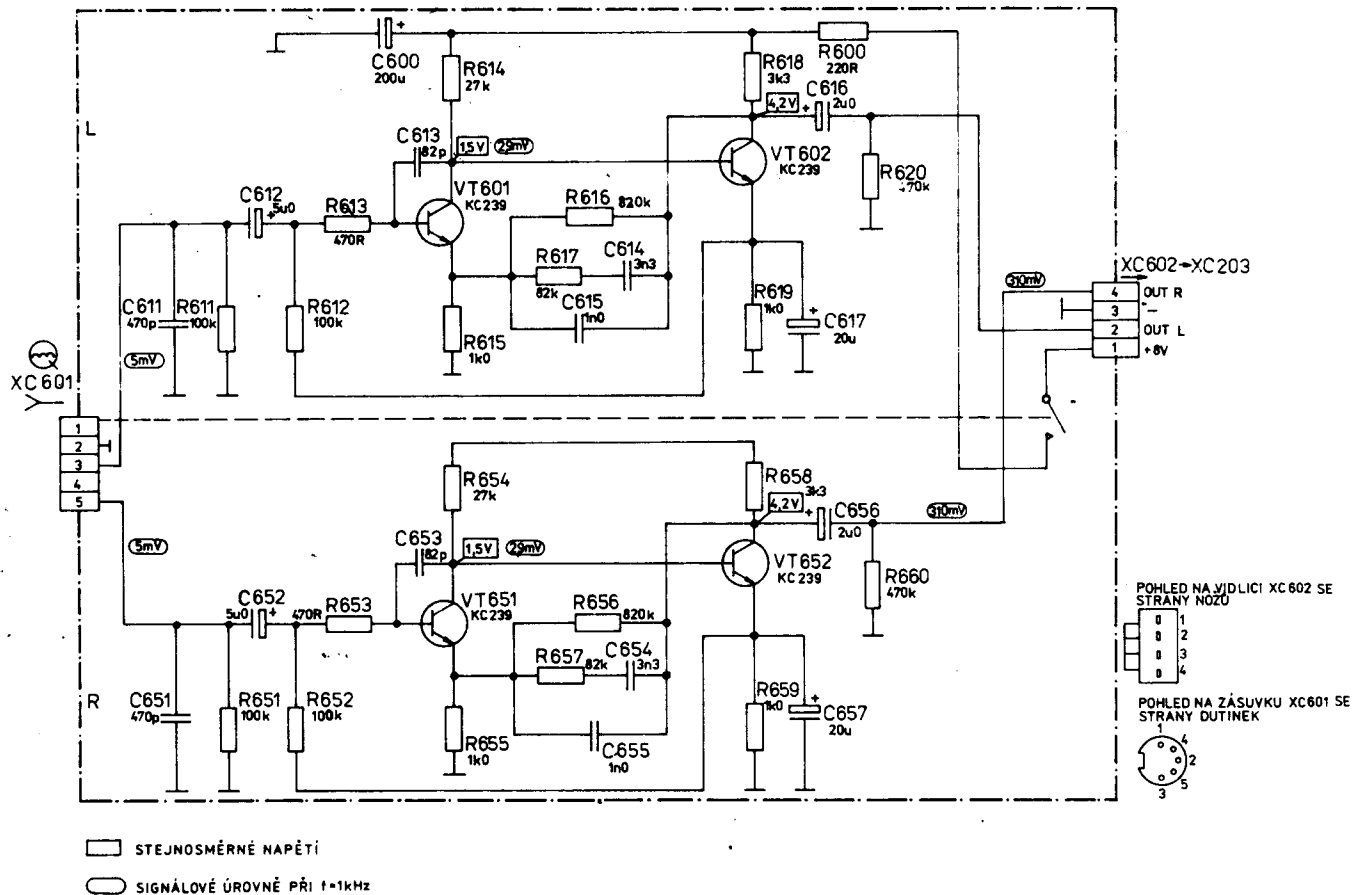 C600
200u
R614
27k
R618
3k3
R600
220R
C616
2u0
4,2V
L
C613
82p
1,5V
29mV
VT602
KC239
R620
470k
C612
5u0
R613
470R
VT601
KC239
R616
820k
R617
82k
C614
3n3
C615
1n0
C611
470p
R611
100k
R612
100k
R615
1k0
R619
1k0
C617
20u
310mV
XC602→XC203
4 OUT R
3 -
2 OUT L
1 +8V
5mV
XC601
1
2
3
4
5
5mV
R654
27k
R658
3k3
4,2V
C656
2u0
310mV
C653
82p
1,5V
29mV
VT652
KC239
R660
470k
C652
5u0
470R
R653
VT651
KC239
R656
820k
R657
82k
C654
3n3
C655
1n0
R
C651
470p
R651
100k
R652
100k
R655
1k0
R659
1k0
C657
20u
POHLED NA VIDLICI XC602 SE
STRANY NOŽŮ
1
2
3
4
POHLED NA ZÁSUVKU XC601 SE
STRANY DUTINEK
1
4
2
5
3
STEJNOSMĚRNÉ NAPĚTÍ
SIGNÁLOVÉ ÚROVNĚ PŘI f=1kHz